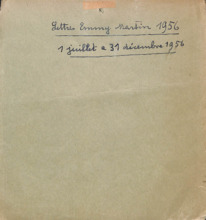 Lettres Emmy Martin 1956
1 juillet a 31 décembre 1956